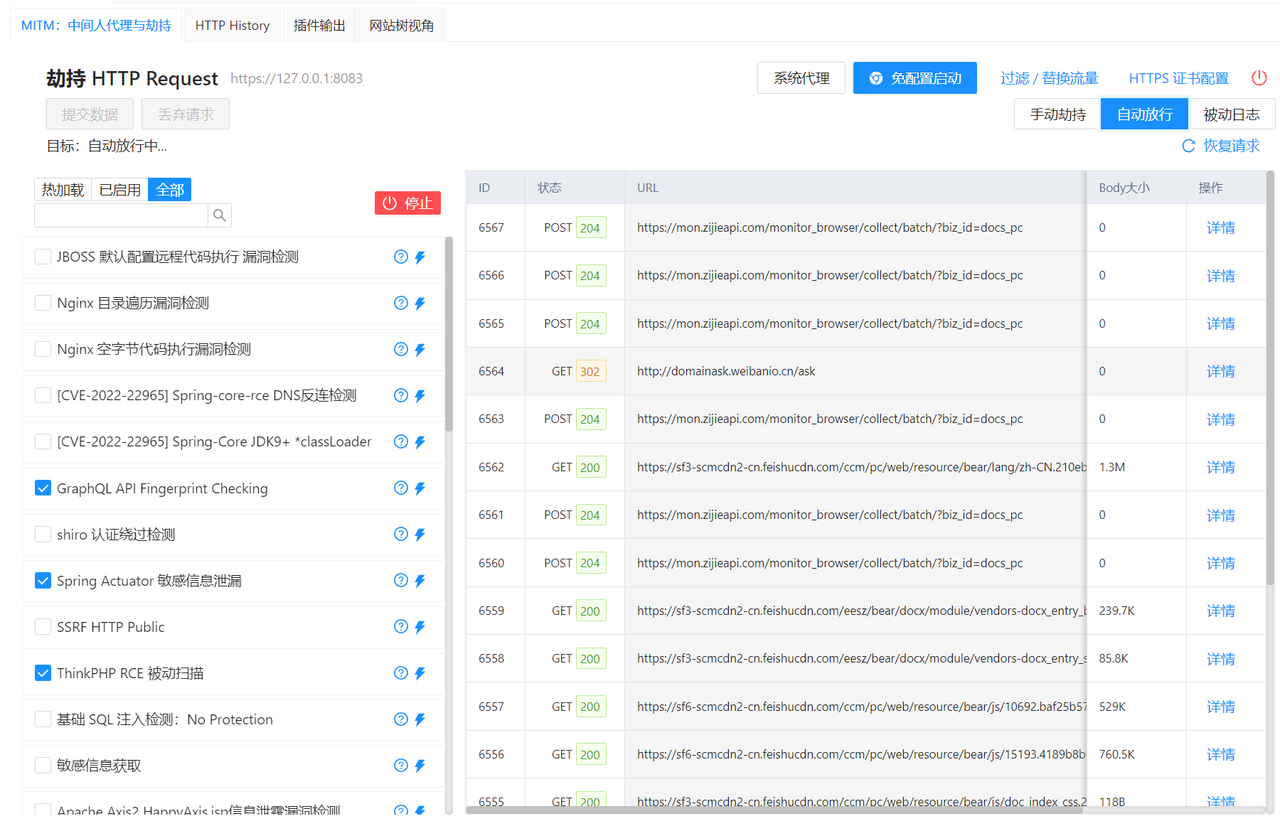 MITM：中间人代理与劫持 HTTP History 插件输出 网站树视角
劫持 HTTP Request https://127.0.0.1:8083 系统代理 免配置启动 过滤 / 替换流量 HTTPS 证书配置
提交数据 丢弃请求 手动劫持 自动放行 被动日志
目标：自动放行中... 恢复请求
热加载 已启用 全部 停止
JBOSS 默认配置远程代码执行 漏洞检测
Nginx 目录遍历漏洞检测
Nginx 空字节代码执行漏洞检测
[CVE-2022-22965] Spring-core-rce DNS反连检测
[CVE-2022-22965] Spring-Core JDK9+ *classLoader
GraphQL API Fingerprint Checking
shiro 认证绕过检测
Spring Actuator 敏感信息泄漏
SSRF HTTP Public
ThinkPHP RCE 被动扫描
基础 SQL 注入检测：No Protection
敏感信息获取
Apache Axis2 HappyAxis.jsp信息泄露漏洞检测
ID 状态 URL Body大小 操作
6567 POST 204 https://mon.zijieapi.com/monitor_browser/collect/batch/?biz_id=docs_pc 0 详情
6566 POST 204 https://mon.zijieapi.com/monitor_browser/collect/batch/?biz_id=docs_pc 0 详情
6565 POST 204 https://mon.zijieapi.com/monitor_browser/collect/batch/?biz_id=docs_pc 0 详情
6564 GET 302 http://domainask.weibanio.cn/ask 0 详情
6563 POST 204 https://mon.zijieapi.com/monitor_browser/collect/batch/?biz_id=docs_pc 0 详情
6562 GET 200 https://sf3-scmcdn2-cn.feishucdn.com/ccm/pc/web/resource/bear/lang/zh-CN.210eb 1.3M 详情
6561 POST 204 https://mon.zijieapi.com/monitor_browser/collect/batch/?biz_id=docs_pc 0 详情
6560 POST 204 https://mon.zijieapi.com/monitor_browser/collect/batch/?biz_id=docs_pc 0 详情
6559 GET 200 https://sf3-scmcdn2-cn.feishucdn.com/eesz/bear/docx/module/vendors-docx_entry_b 239.7K 详情
6558 GET 200 https://sf3-scmcdn2-cn.feishucdn.com/eesz/bear/docx/module/vendors-docx_entry_s 85.8K 详情
6557 GET 200 https://sf6-scmcdn2-cn.feishucdn.com/ccm/pc/web/resource/bear/js/10692.baf25b57 529K 详情
6556 GET 200 https://sf6-scmcdn2-cn.feishucdn.com/ccm/pc/web/resource/bear/js/15193.4189b8b 760.5K 详情
6555 GET 200 https://sf3-scmcdn2-cn.feishucdn.com/ccm/pc/web/resource/bear/js/doc_index_css.2 118B 详情